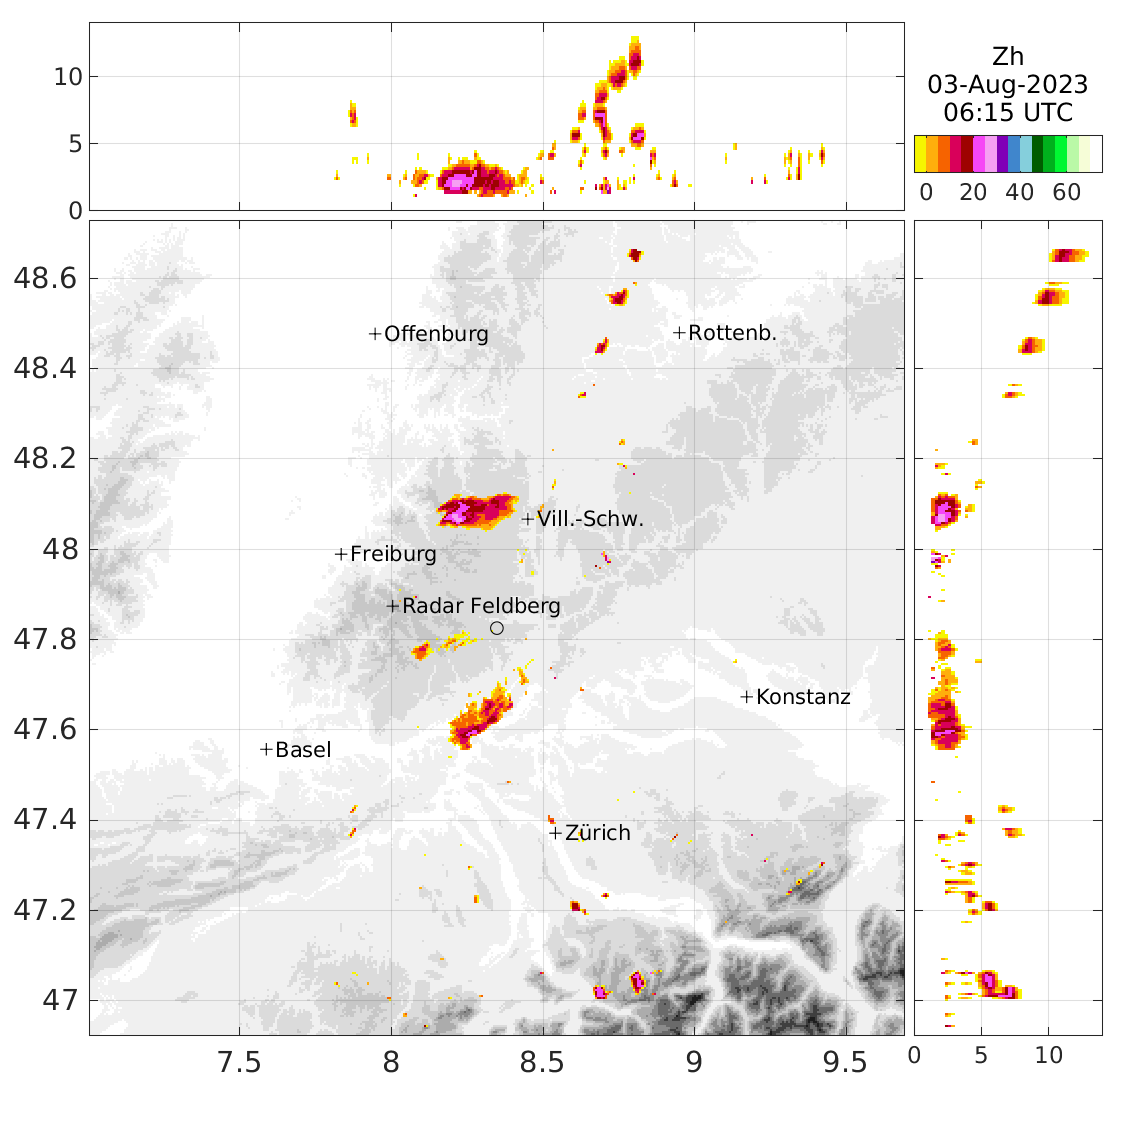 Zh
03-Aug-2023
06:15 UTC
0 20 40 60
10
5
0
48.6
48.4
48.2
48
47.8
47.6
47.4
47.2
47
+Offenburg
+Rottenb.
+Vill.-Schw.
+Freiburg
+Radar Feldberg
+Konstanz
+Basel
+Zürich
7.5 8 8.5 9 9.5
0 5 10